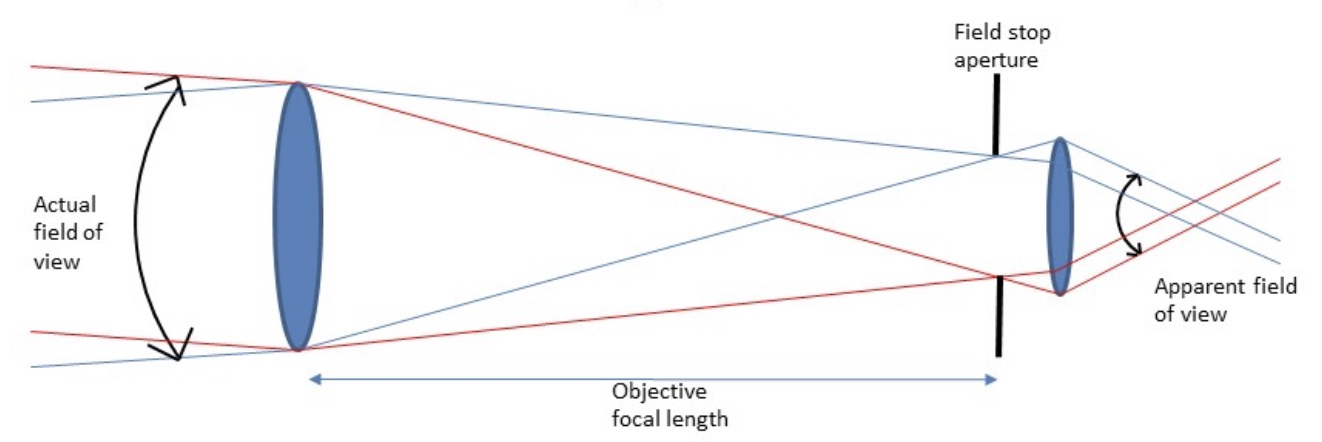 Field stop
aperture
Actual
field of
view
Apparent field
of view
Objective
focal length